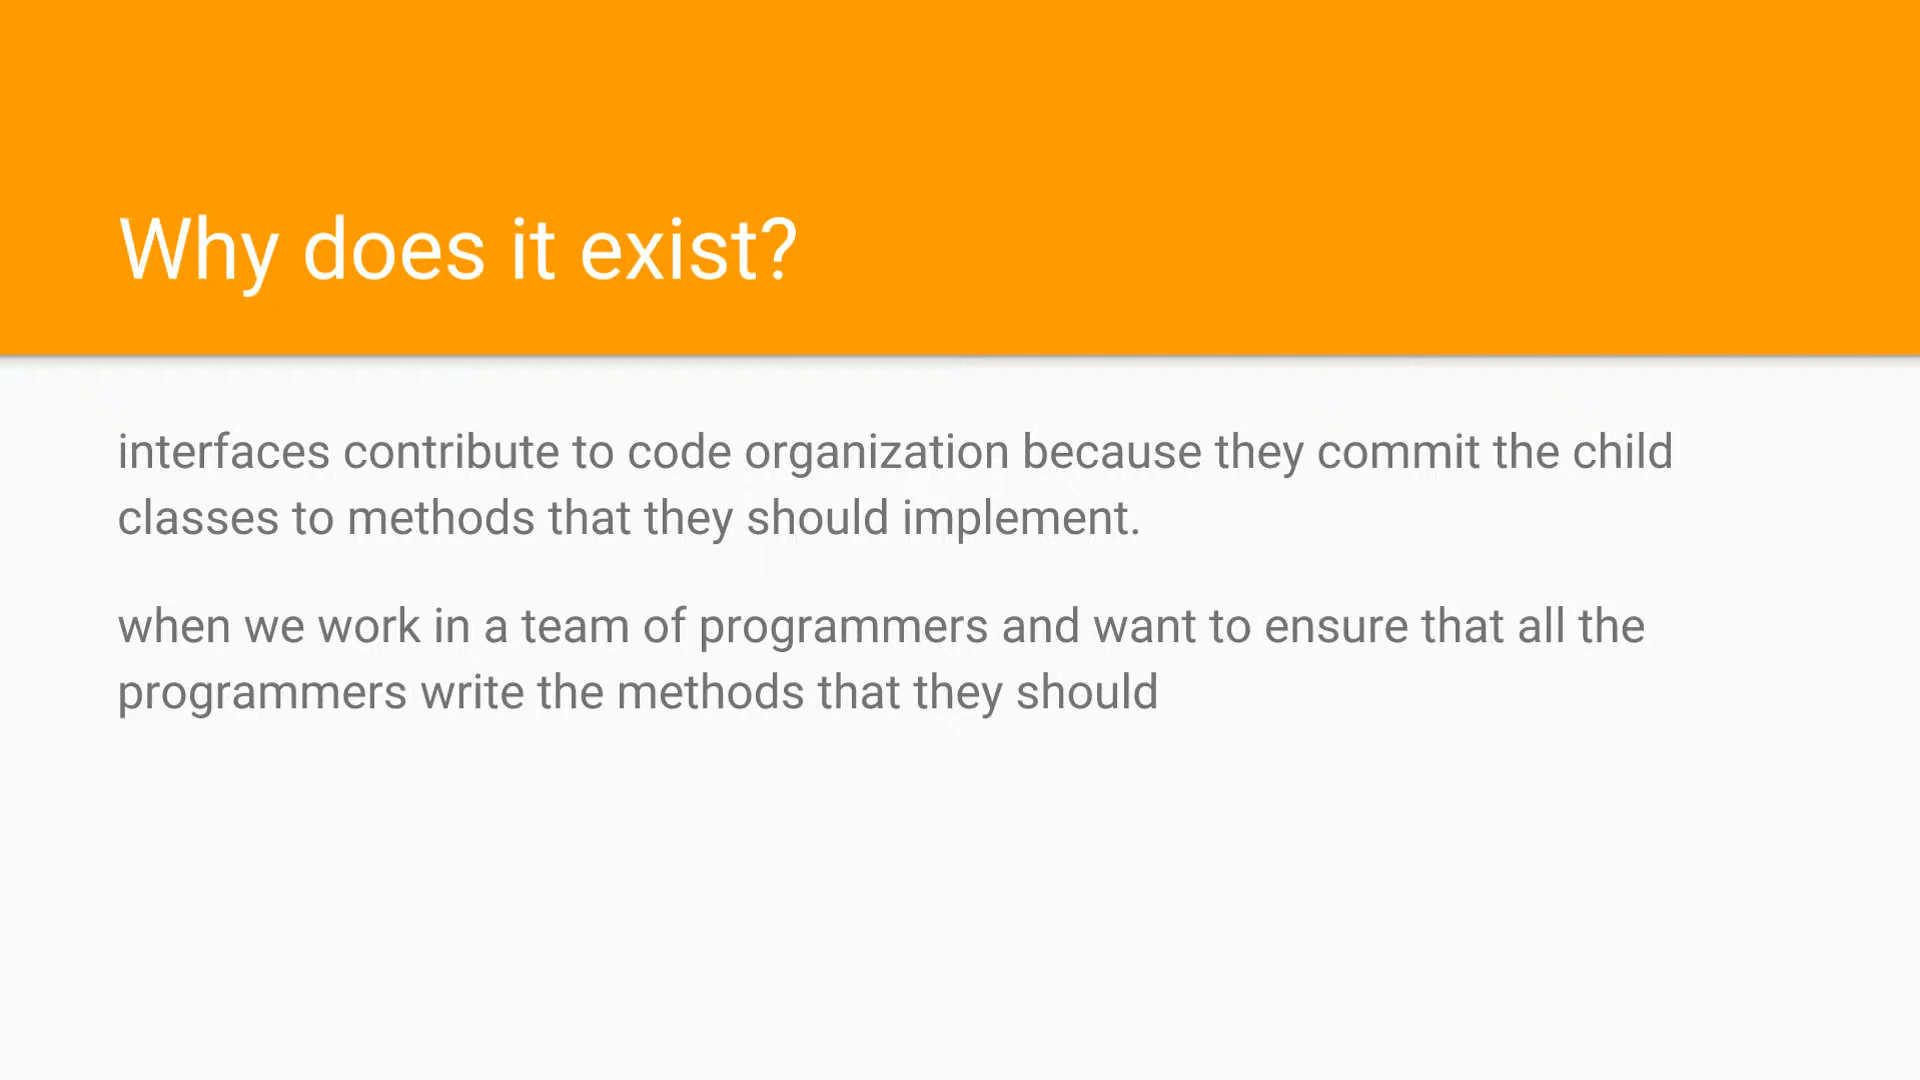 Why does it exist?
interfaces contribute to code organization because they commit the child
classes to methods that they should implement.
when we work in a team of programmers and want to ensure that all the
programmers write the methods that they should